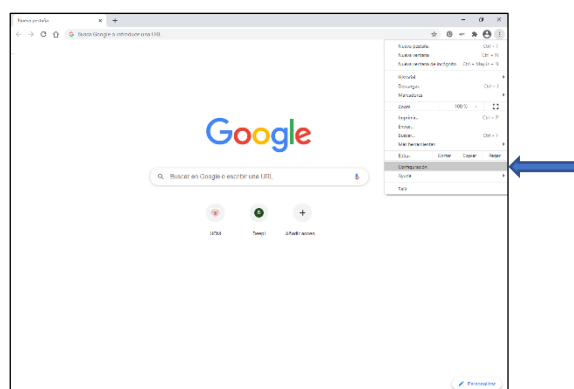 Nueva pestaña
Busca Google o introduce una URL
Nueva pestaña Ctrl + T
Nueva ventana Ctrl + N
Nueva ventana de incógnito Ctrl + Mayús + N
Historial
Descargas Ctrl + J
Marcadores
Zoom 100%
Imprimir... Ctrl + P
Enviar...
Buscar... Ctrl + F
Más herramientas
Editar Cortar Copiar Pegar
Configuración
Ayuda
Salir
Google
Buscar en Google o escribir una URL
UCM
DeepL
Añadir acceso
Personalizar